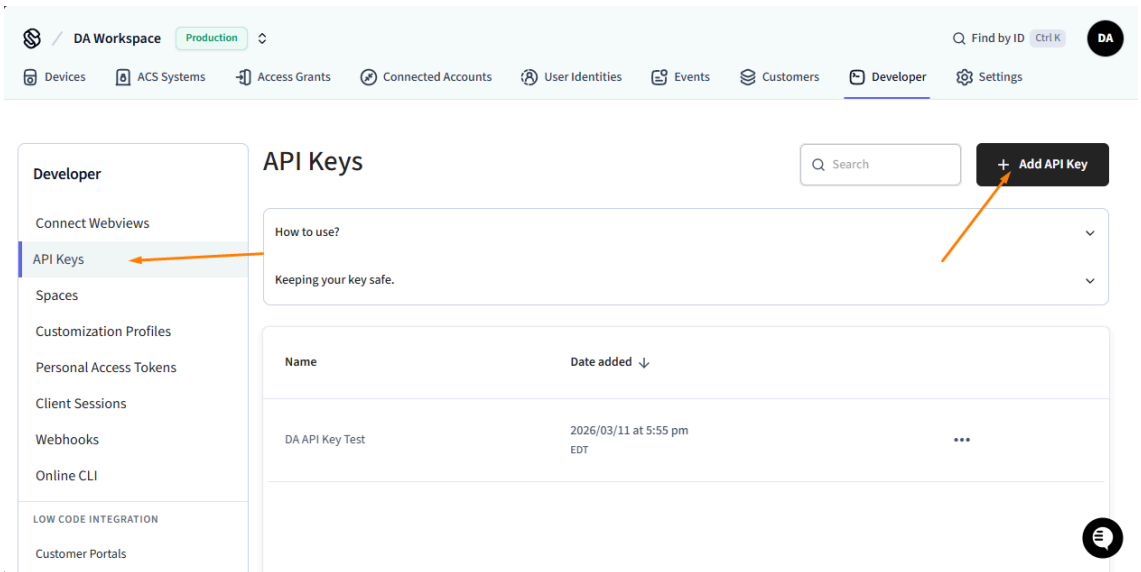 / DA Workspace Production
Find by ID Ctrl K DA
Devices ACS Systems Access Grants Connected Accounts User Identities Events Customers Developer Settings
Developer
Connect Webviews
API Keys
Spaces
Customization Profiles
Personal Access Tokens
Client Sessions
Webhooks
Online CLI
LOW CODE INTEGRATION
Customer Portals
API Keys
Search
+ Add API Key
How to use?
Keeping your key safe.
Name Date added ↓
DA API Key Test 2026/03/11 at 5:55 pm
EDT